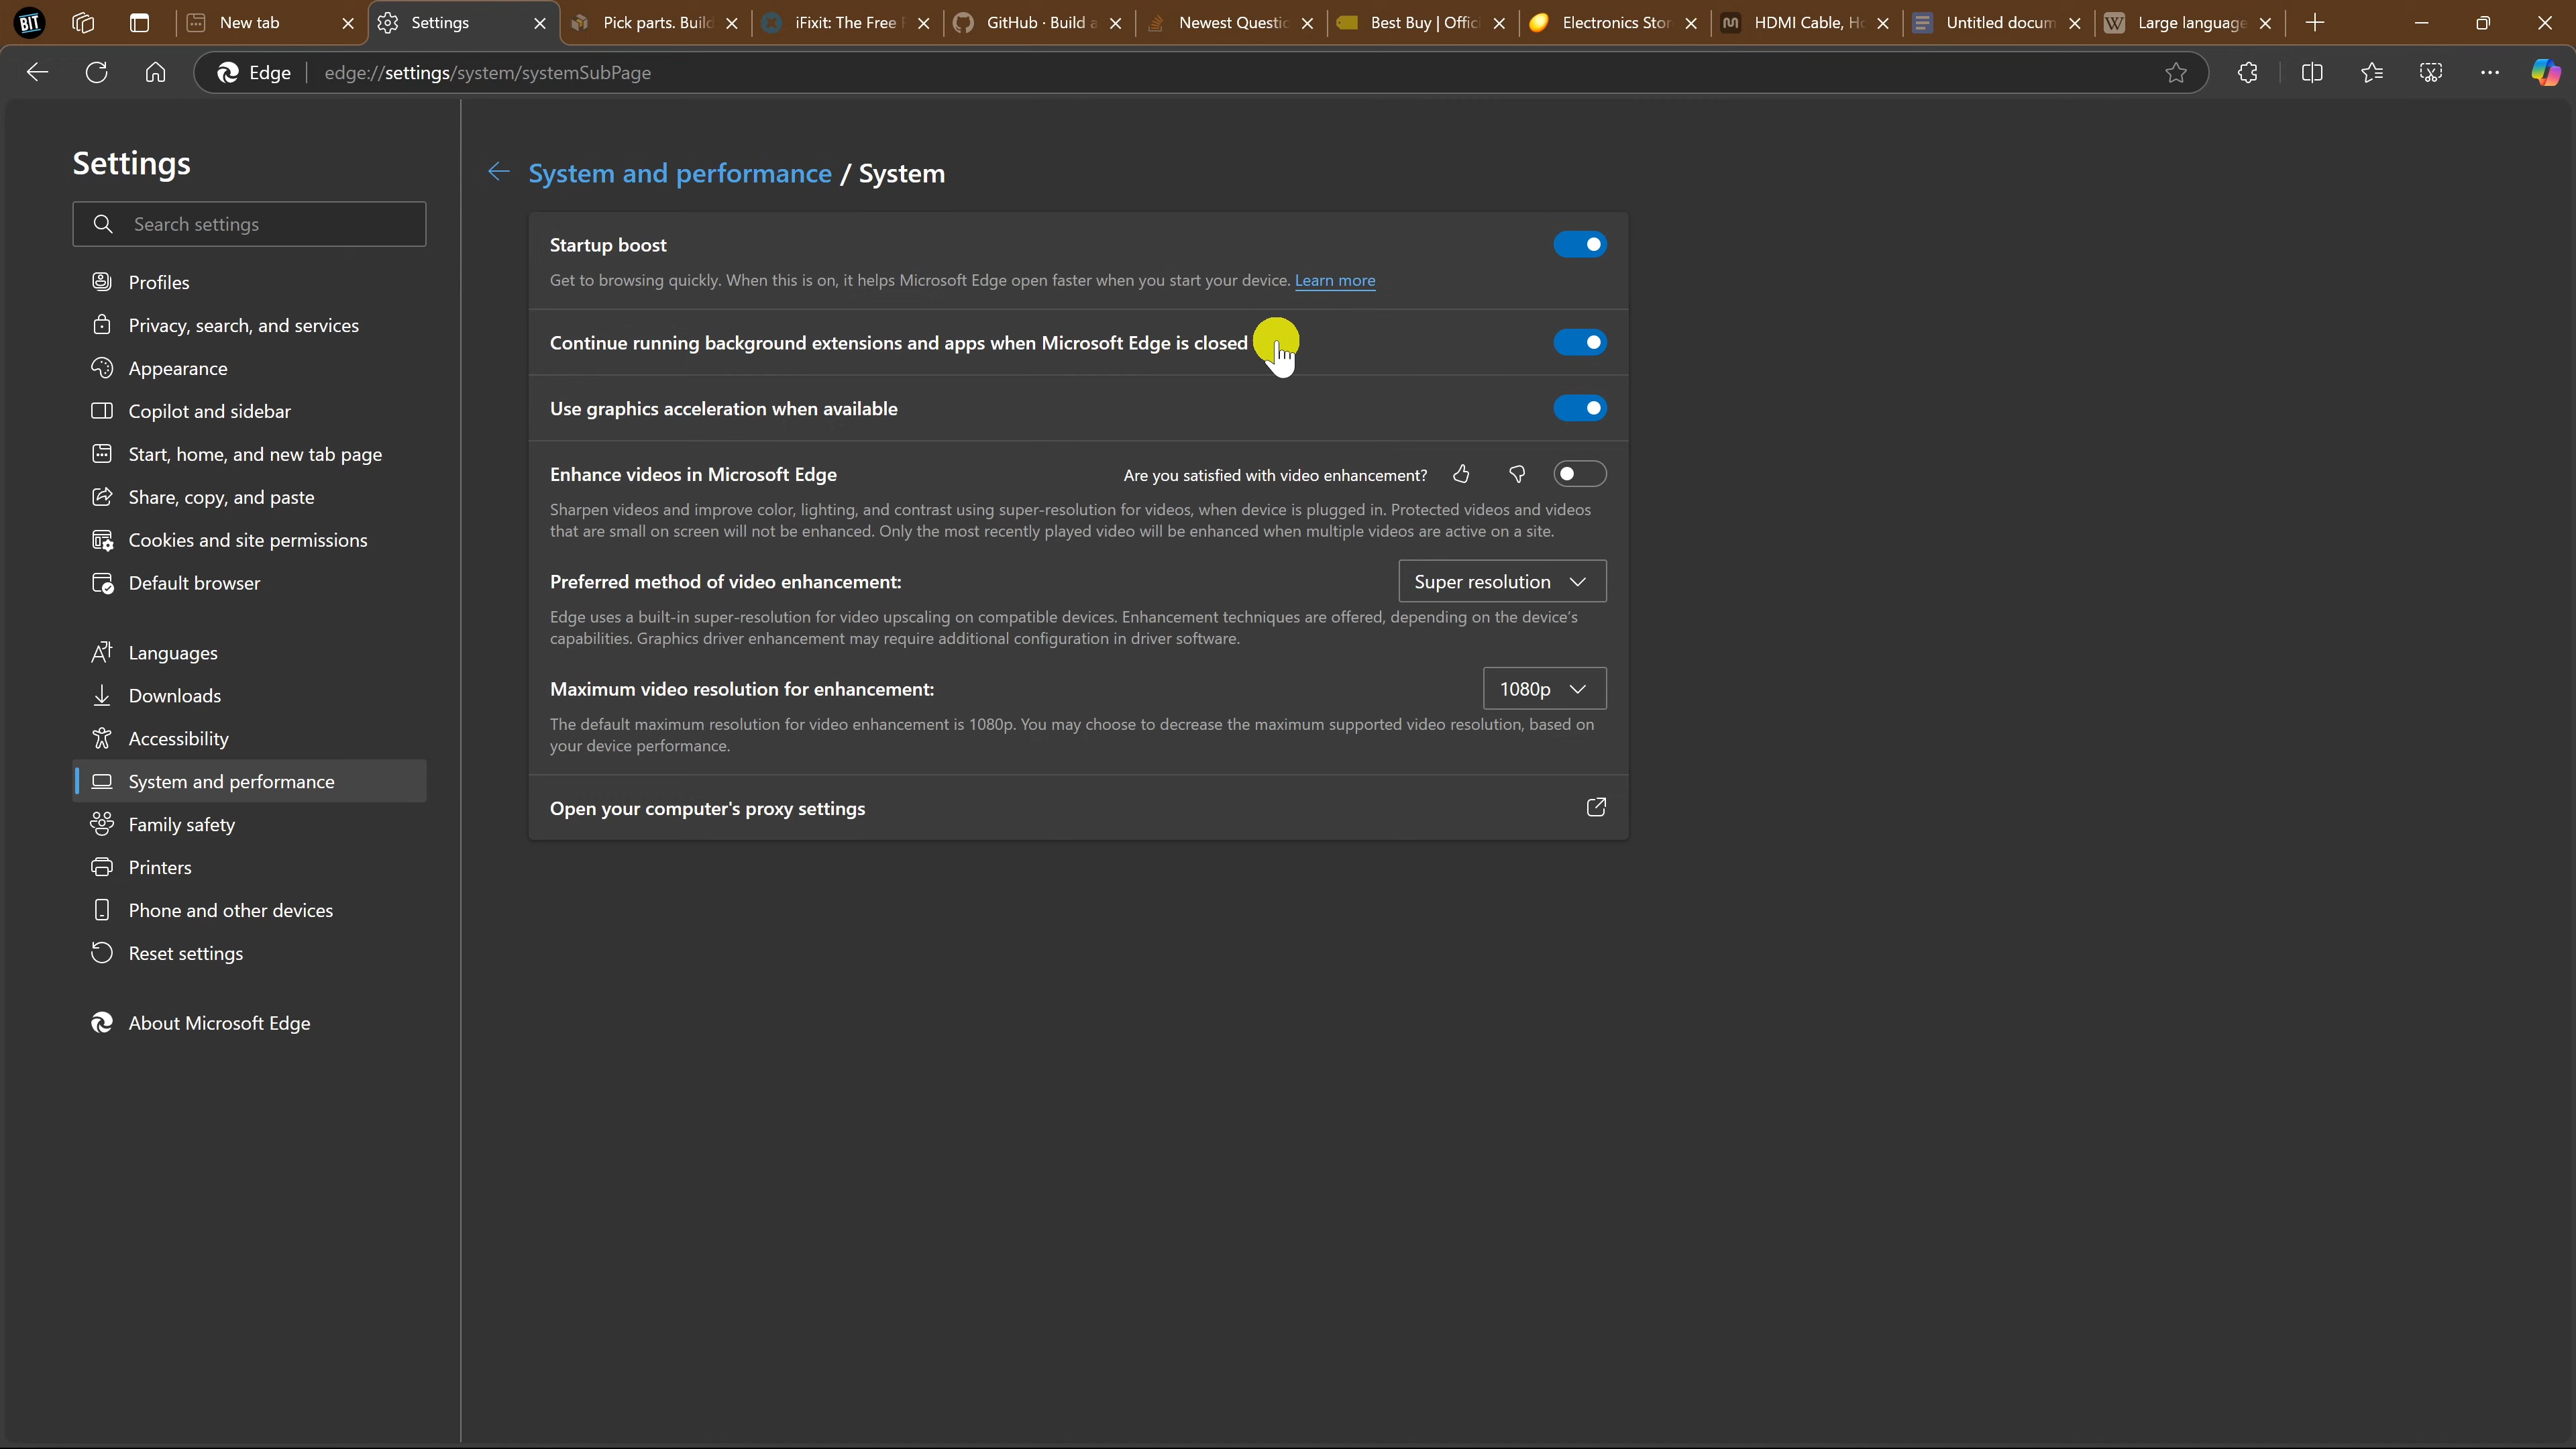 BIT
New tab
Settings
Pick parts. Build
iFixit: The Free
GitHub · Build a
Newest Questic
Best Buy | Offic
Electronics Stor
HDMI Cable, Ho
Untitled docum
Large language
Edge
edge://settings/system/systemSubPage
Settings
Search settings
Profiles
Privacy, search, and services
Appearance
Copilot and sidebar
Start, home, and new tab page
Share, copy, and paste
Cookies and site permissions
Default browser
Languages
Downloads
Accessibility
System and performance
Family safety
Printers
Phone and other devices
Reset settings
About Microsoft Edge
System and performance / System
Startup boost
Get to browsing quickly. When this is on, it helps Microsoft Edge open faster when you start your device. Learn more
Continue running background extensions and apps when Microsoft Edge is closed
Use graphics acceleration when available
Enhance videos in Microsoft Edge
Are you satisfied with video enhancement?
Sharpen videos and improve color, lighting, and contrast using super-resolution for videos, when device is plugged in. Protected videos and videos
that are small on screen will not be enhanced. Only the most recently played video will be enhanced when multiple videos are active on a site.
Preferred method of video enhancement:
Super resolution
Edge uses a built-in super-resolution for video upscaling on compatible devices. Enhancement techniques are offered, depending on the device's
capabilities. Graphics driver enhancement may require additional configuration in driver software.
Maximum video resolution for enhancement:
1080p
The default maximum resolution for video enhancement is 1080p. You may choose to decrease the maximum supported video resolution, based on
your device performance.
Open your computer's proxy settings